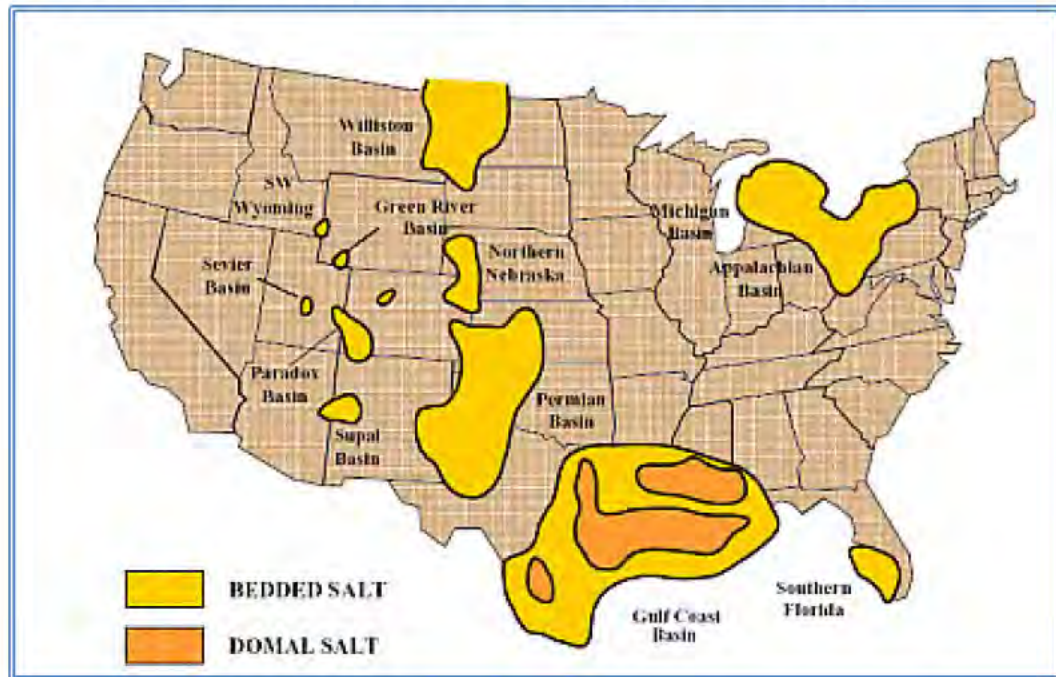 Williston
Basin
SW
Wyoming
Green River
Basin
Michigan
Basin
Sevier
Basin
Northern
Nebraska
Appalachian
Basin
Paradox
Basin
Permian
Basin
Supai
Basin
BEDDED SALT
DOMAL SALT
Gulf Coast
Basin
Southern
Florida